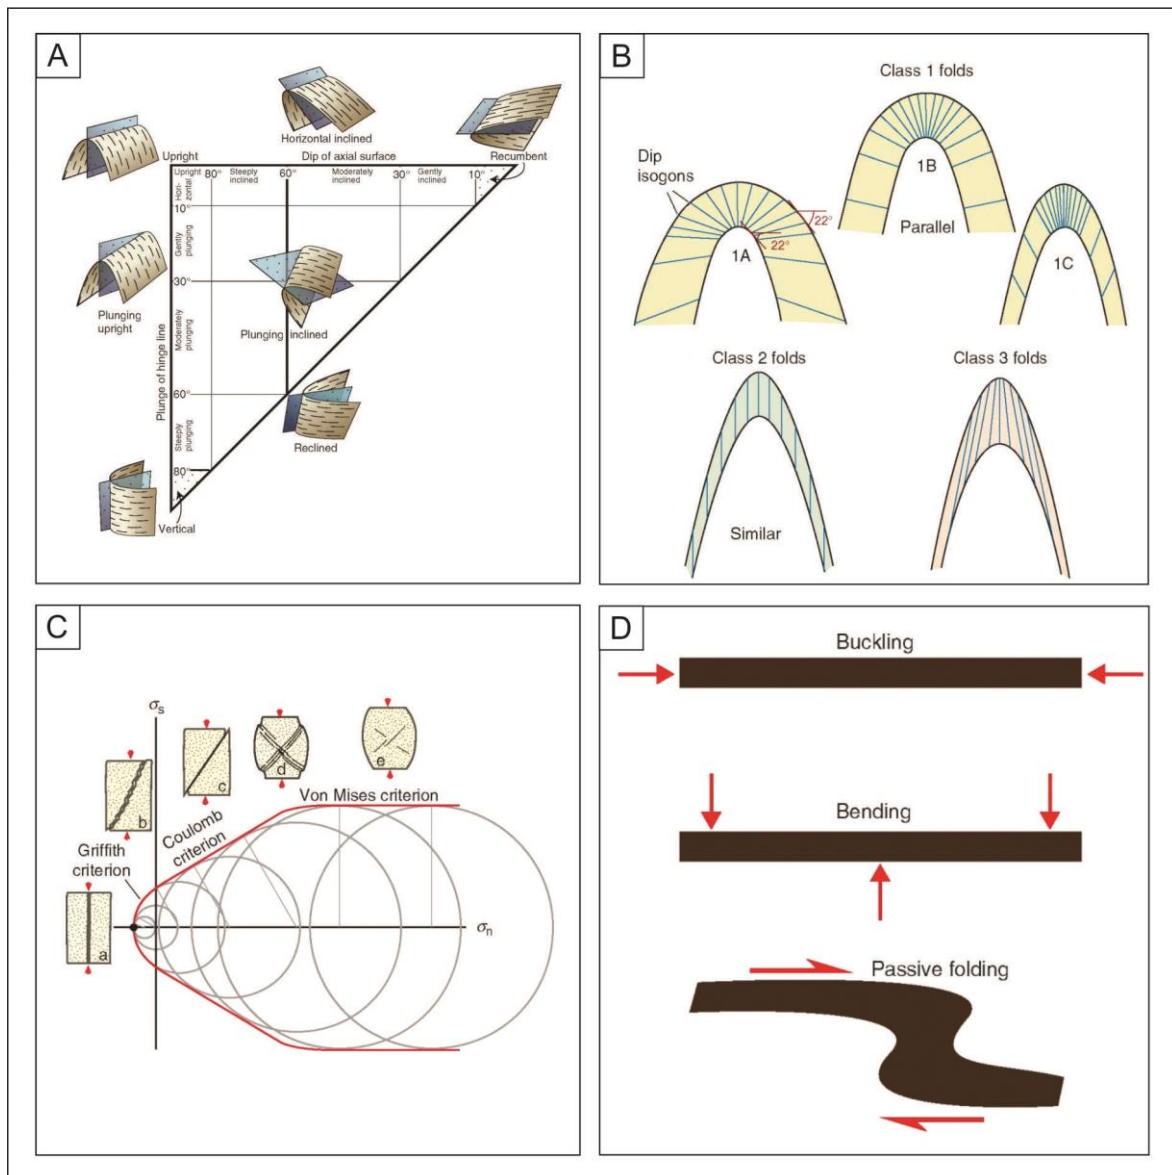 A
Horizontal inclined
Upright
Dip of axial surface
Recumbent
Upright
80°
Steeply
inclined
60°
Moderately
inclined
30°
Gently
inclined
10°
Hori-
zontal
10°
Gently
plunging
30°
Plunging
upright
Plunging inclined
Moderately
plunging
Plunge of hinge line
60°
Reclined
Steeply
plunging
80°
Vertical
B
Class 1 folds
Dip
isogons
1B
Parallel
22°
22°
1A
1C
Class 2 folds
Similar
Class 3 folds
C
σs
a
b
c
d
e
Griffith
criterion
Coulomb
criterion
Von Mises criterion
σn
D
Buckling
Bending
Passive folding